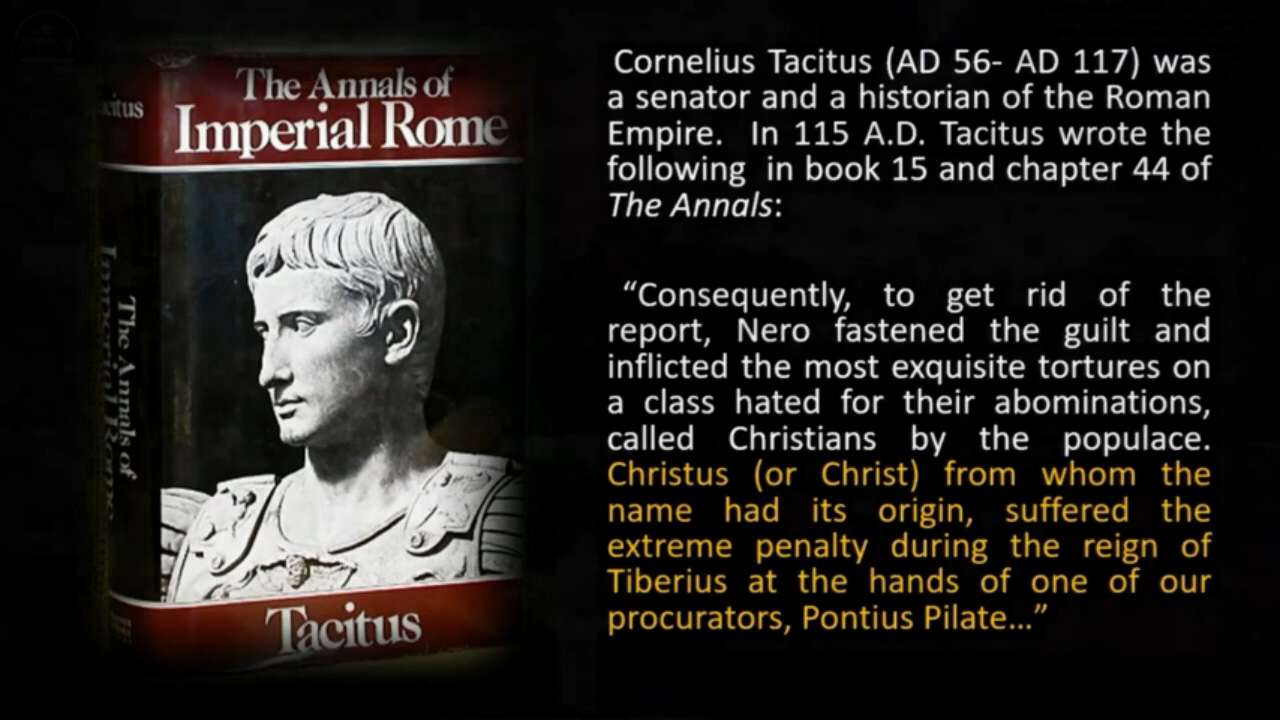 The Annals of
Imperial Rome
The Annals of
Imperial Rome
Tacitus
Cornelius Tacitus (AD 56- AD 117) was
a senator and a historian of the Roman
Empire. In 115 A.D. Tacitus wrote the
following in book 15 and chapter 44 of
The Annals:
“Consequently, to get rid of the
report, Nero fastened the guilt and
inflicted the most exquisite tortures on
a class hated for their abominations,
called Christians by the populace.
Christus (or Christ) from whom the
name had its origin, suffered the
extreme penalty during the reign of
Tiberius at the hands of one of our
procurators, Pontius Pilate…”